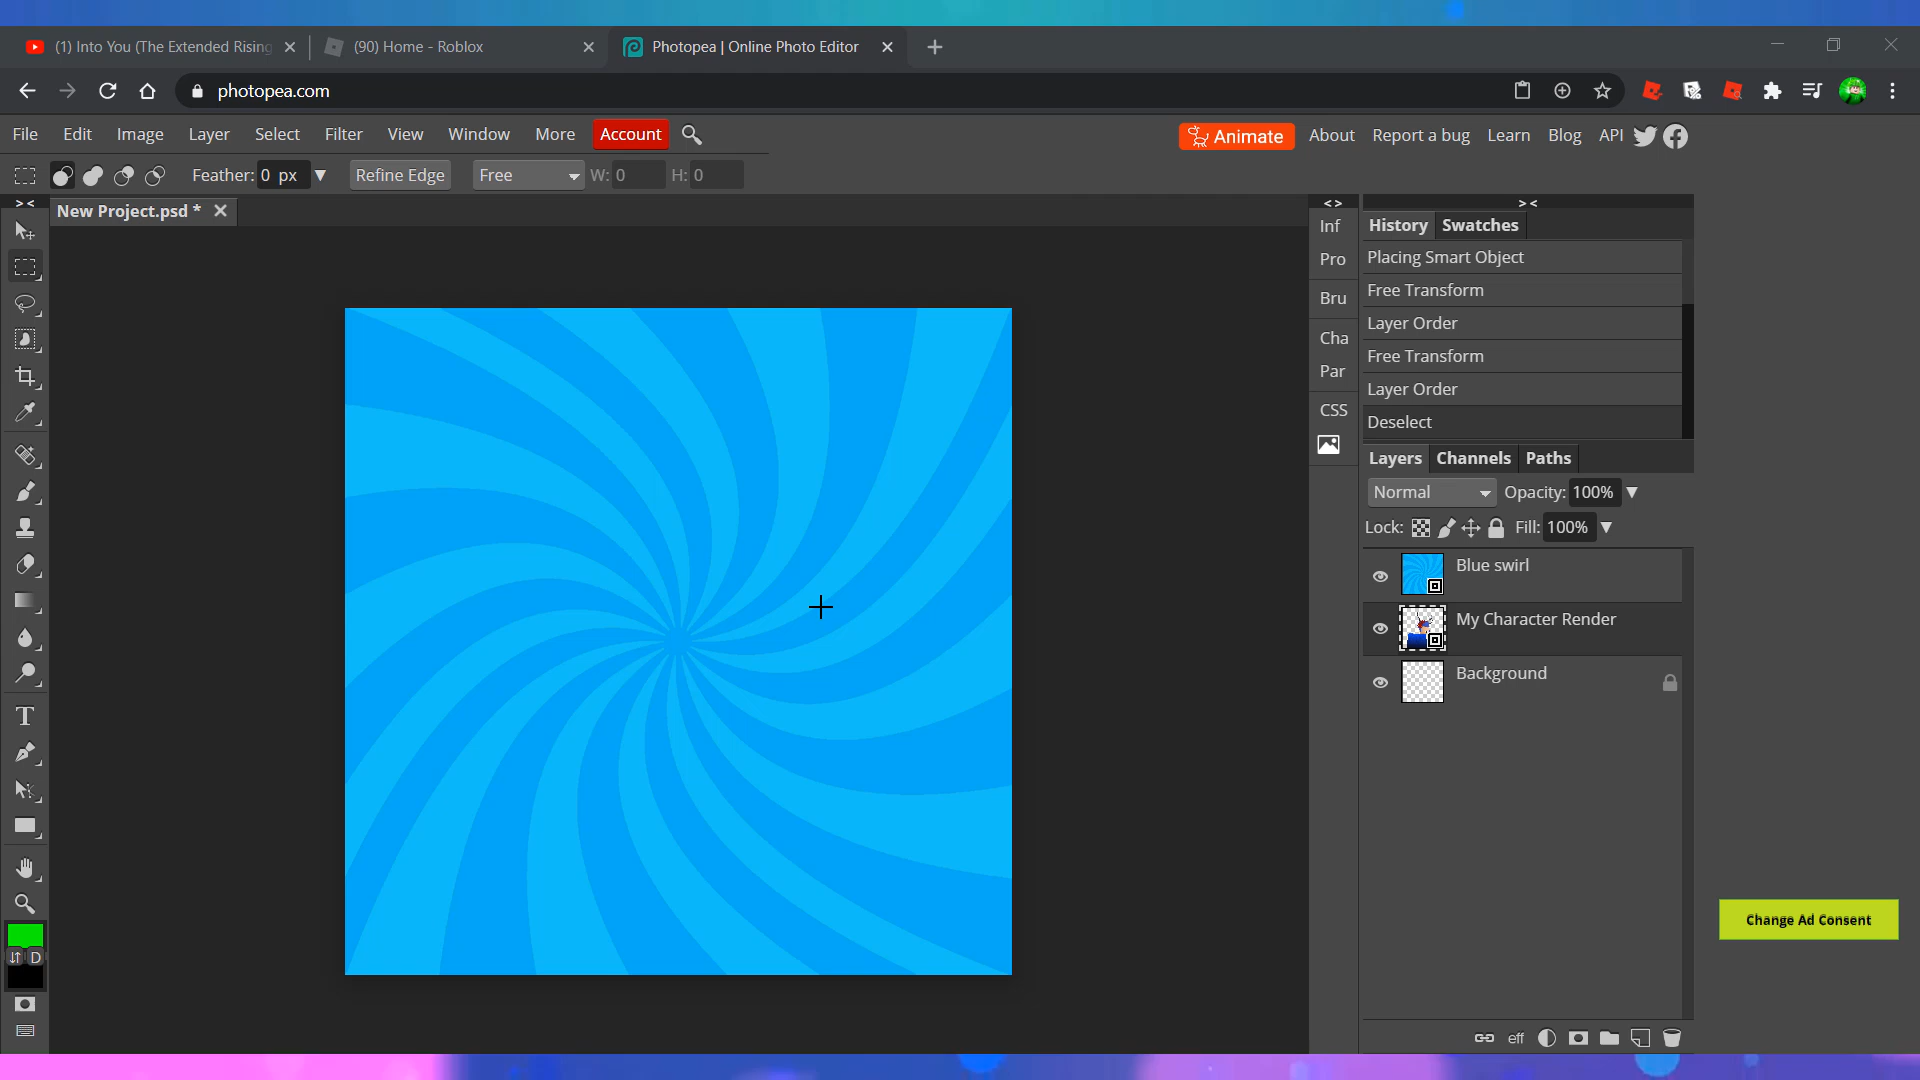 (1) Into You (The Extended Rising
(90) Home - Roblox
Photopea | Online Photo Editor
photopea.com
File Edit Image Layer Select Filter View Window More Account
Animate About Report a bug Learn Blog API
Feather: 0 px Refine Edge Free W: 0 H: 0
New Project.psd *
Inf
Pro
Bru
Cha
Par
CSS
History Swatches
Placing Smart Object
Free Transform
Layer Order
Free Transform
Layer Order
Deselect
Layers Channels Paths
Normal Opacity: 100%
Lock: Fill: 100%
Blue swirl
My Character Render
Background
Change Ad Consent
D
eff